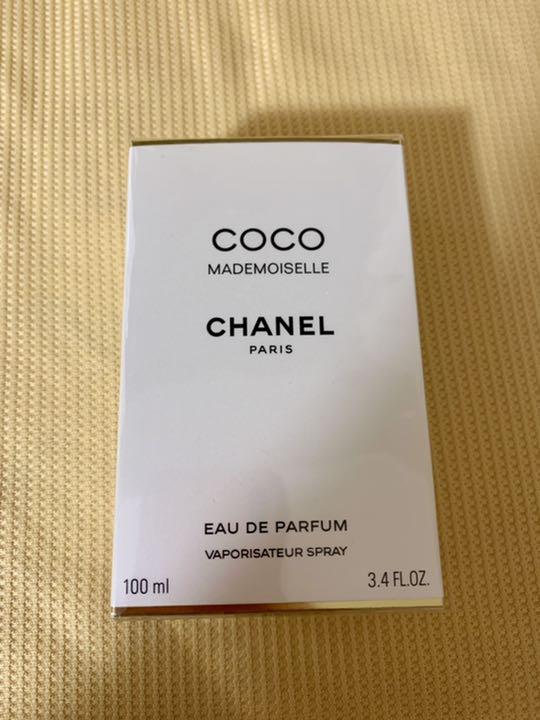 COCO
MADEMOISELLE
CHANEL
PARIS
EAU DE PARFUM
VAPORISATEUR SPRAY
100 ml 3.4 FL.OZ.